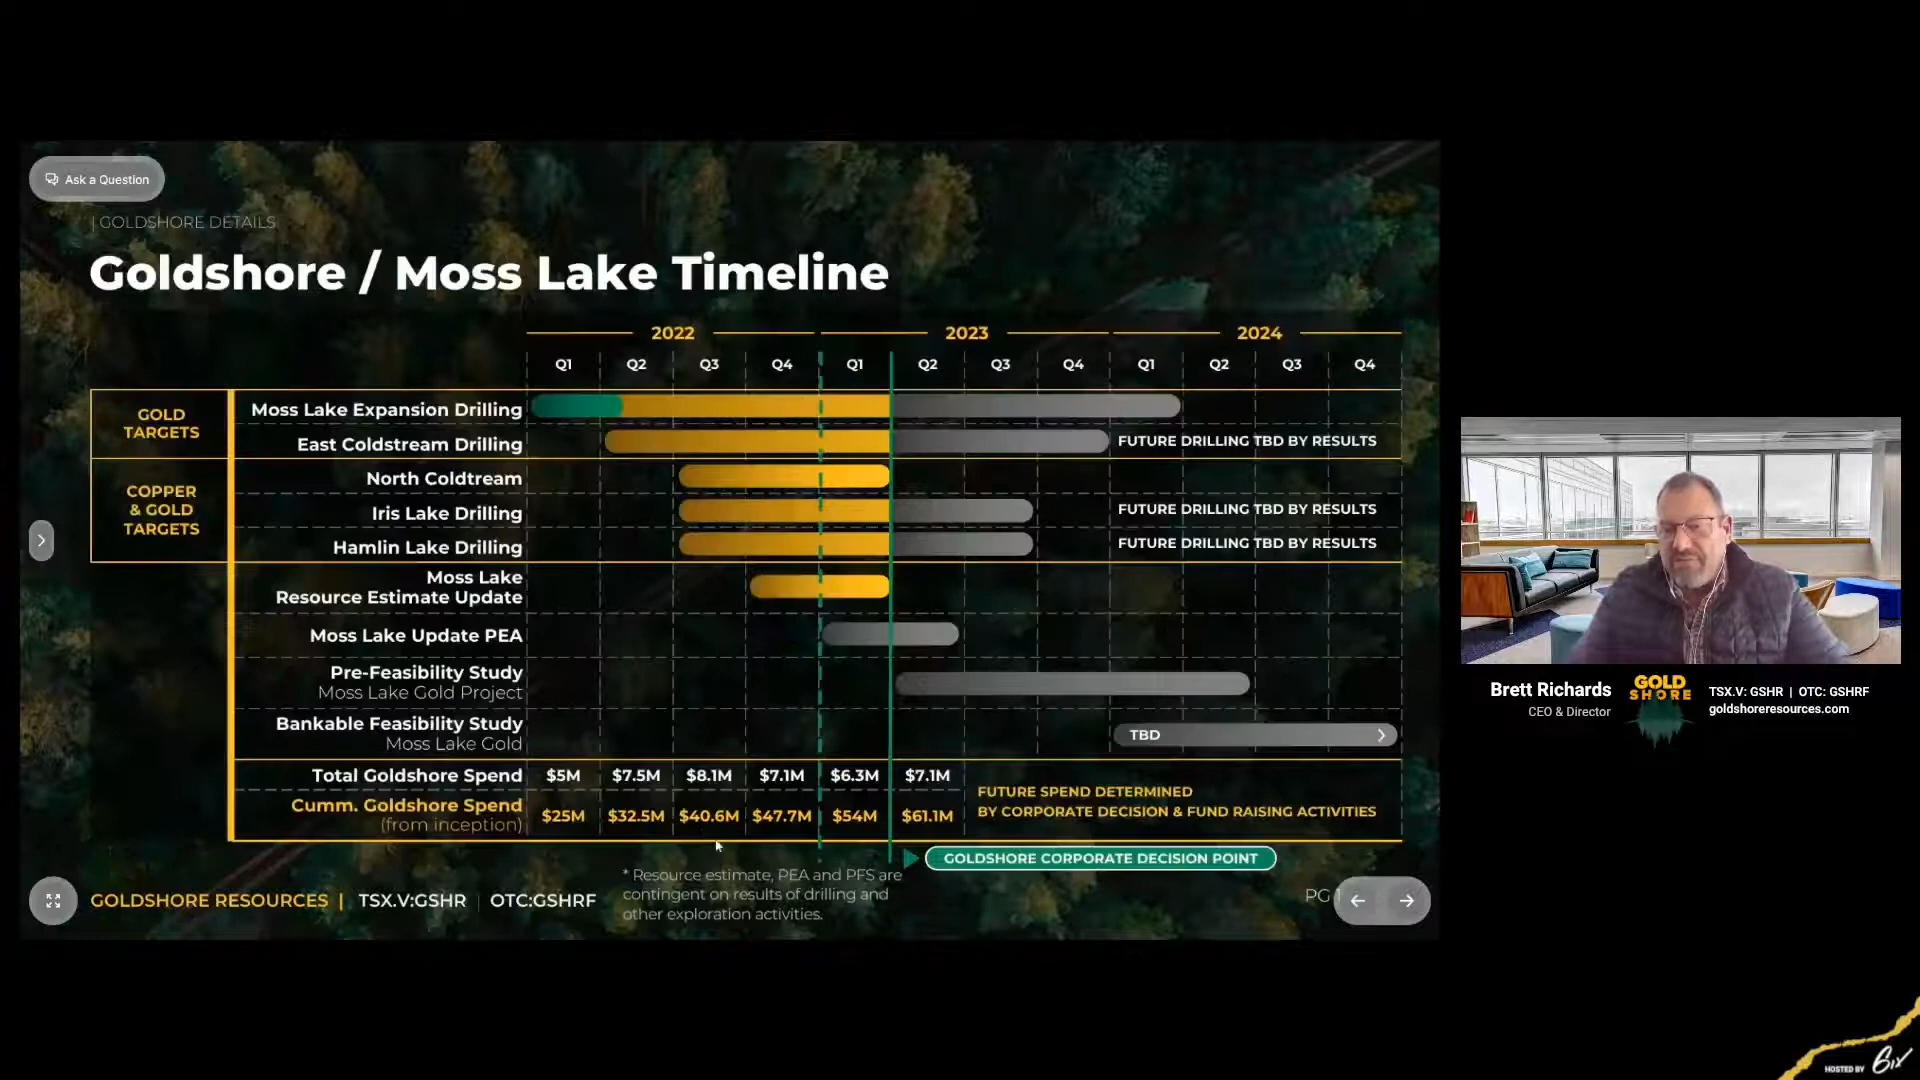 Ask a Question
| GOLDSHORE DETAILS
Goldshore / Moss Lake Timeline
2022 2023 2024
Q1 Q2 Q3 Q4 Q1 Q2 Q3 Q4 Q1 Q2 Q3 Q4
GOLD
TARGETS
Moss Lake Expansion Drilling
East Coldstream Drilling
FUTURE DRILLING TBD BY RESULTS
COPPER
& GOLD
TARGETS
North Coldtream
Iris Lake Drilling
FUTURE DRILLING TBD BY RESULTS
Hamlin Lake Drilling
FUTURE DRILLING TBD BY RESULTS
Moss Lake
Resource Estimate Update
Moss Lake Update PEA
Pre-Feasibility Study
Moss Lake Gold Project
Bankable Feasibility Study
Moss Lake Gold
TBD
Total Goldshore Spend $5M $7.5M $8.1M $7.1M $6.3M $7.1M
Cumm. Goldshore Spend
(from inception)
$25M $32.5M $40.6M $47.7M $54M $61.1M
FUTURE SPEND DETERMINED
BY CORPORATE DECISION & FUND RAISING ACTIVITIES
GOLDSHORE CORPORATE DECISION POINT
* Resource estimate, PEA and PFS are
contingent on results of drilling and
other exploration activities.
GOLDSHORE RESOURCES | TSX.V:GSHR | OTC:GSHRF
PG
Brett Richards
CEO & Director
GOLD
SHORE
TSX.V: GSHR | OTC: GSHRF
goldshoreresources.com
HOSTED BY 6ix